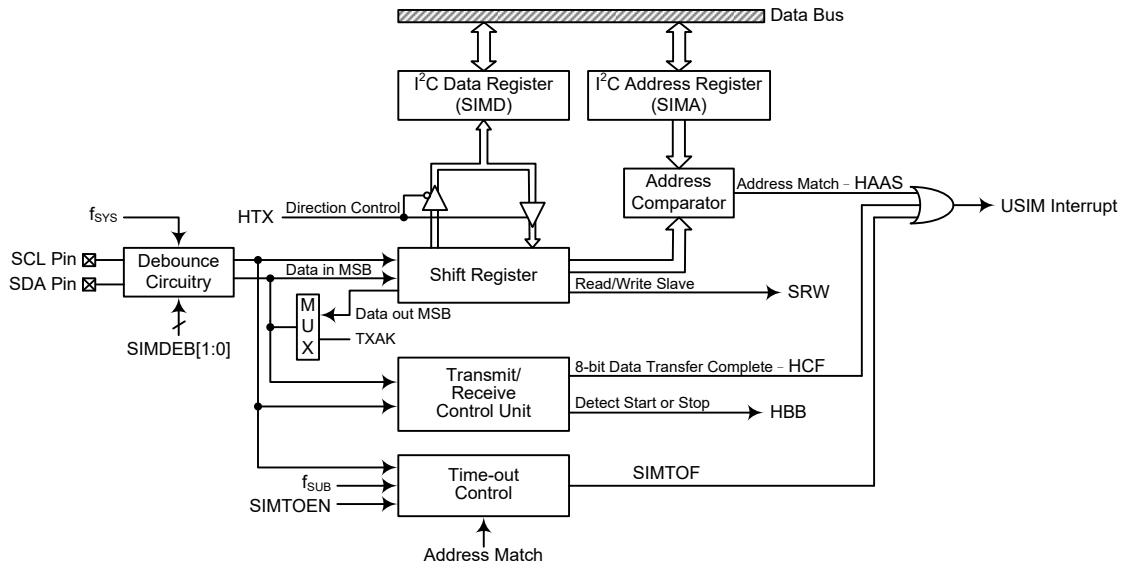 Data Bus
I²C Data Register
(SIMD)
I²C Address Register
(SIMA)
Address
Comparator
Address Match – HAAS
USIM Interrupt
HTX
Direction Control
fSYS
SCL Pin
SDA Pin
Debounce
Circuitry
SIMDEB[1:0]
Data in MSB
Shift Register
Read/Write Slave
SRW
MUX
Data out MSB
TXAK
Transmit/
Receive
Control Unit
8-bit Data Transfer Complete – HCF
Detect Start or Stop
HBB
fSUB
SIMTOEN
Time-out
Control
SIMTOF
Address Match